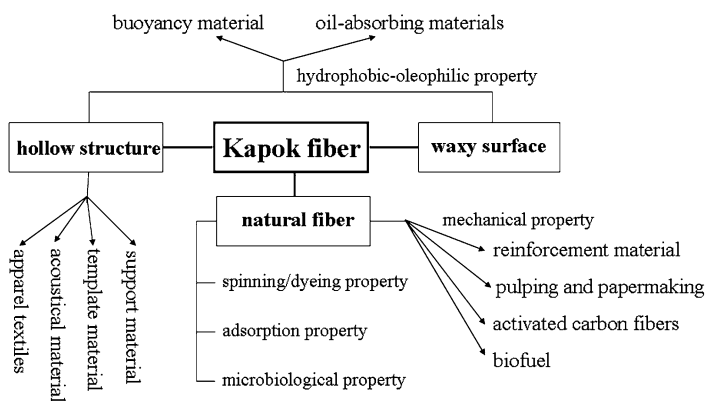 buoyancy material
oil-absorbing materials
hydrophobic-oleophilic property
hollow structure
Kapok fiber
waxy surface
natural fiber
mechanical property
reinforcement material
pulping and papermaking
activated carbon fibers
biofuel
spinning/dyeing property
adsorption property
microbiological property
apparel textiles
acoustical material
template material
support material